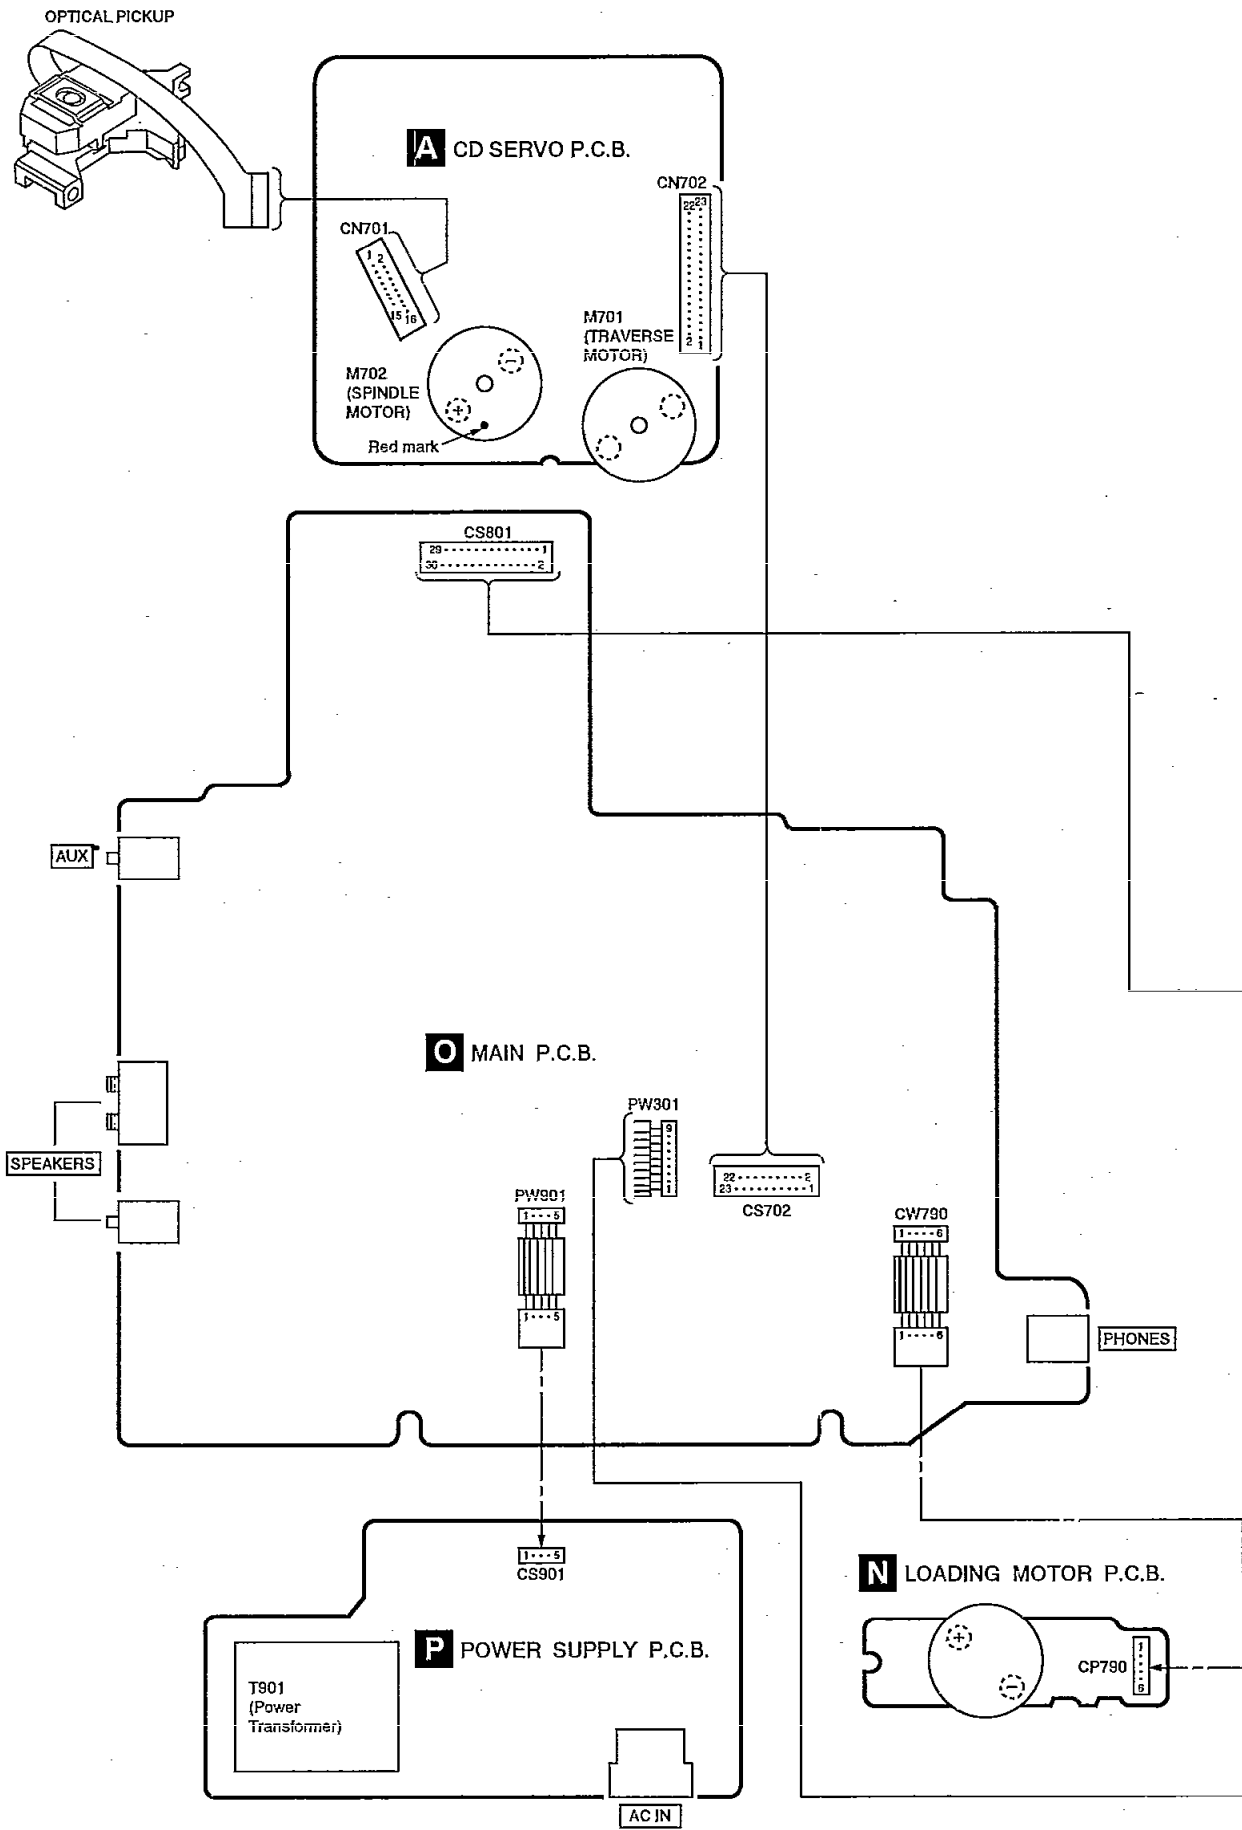 OPTICAL PICKUP
A CD SERVO P.C.B.
CN702
22 23
2 1
CN701
1 2
15 16
M701
(TRAVERSE
MOTOR)
M702
(SPINDLE
MOTOR)
-
+
Red mark
CS801
29 1
30 2
AUX
O MAIN P.C.B.
SPEAKERS
PW301
9
1
22 2
23 1
CS702
PW901
1 5
1 5
CW790
1 6
1 6
PHONES
1 5
CS901
N LOADING MOTOR P.C.B.
+
-
CP790
1
6
P POWER SUPPLY P.C.B.
T901
(Power
Transformer)
AC IN